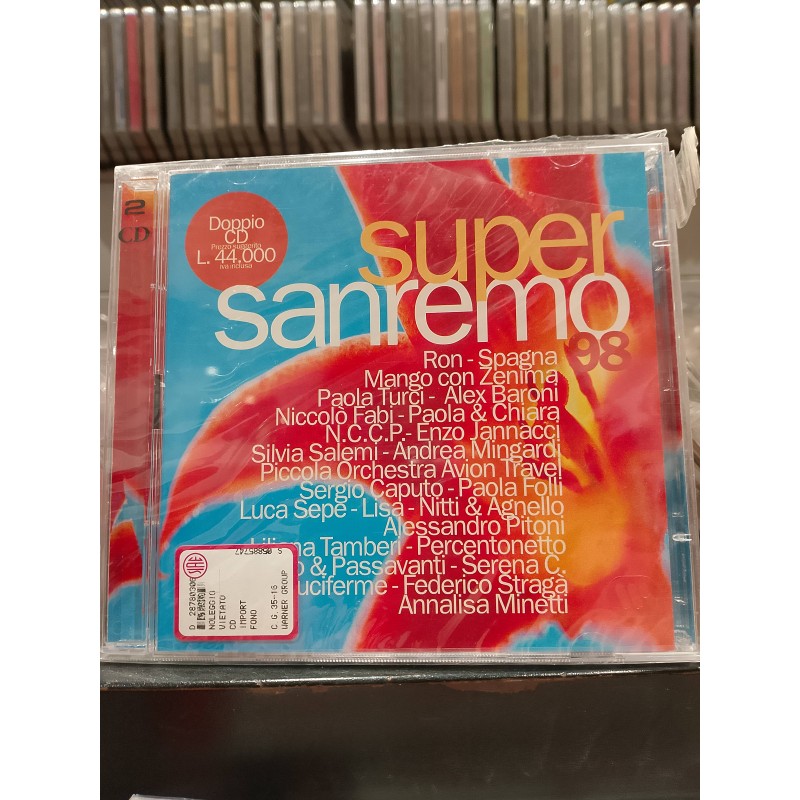 2
CD
Doppio
CD
Prezzo suggerito
L. 44.000
iva inclusa
super
sanremo
98
Ron - Spagna
Mango con Zenima
Paola Turci - Alex Baroni
Niccolò Fabi - Paola & Chiara
N.C.C.P. - Enzo Jannacci
Silvia Salemi - Andrea Mingardi
Piccola Orchestra Avion Travel
Sergio Caputo - Paola Folli
Luca Sepe - Lisa - Nitti & Agnello
Alessandro Pitoni
Tamberi - Percentonetto
& Passavanti - Serena C.
Federico Stragà
Annalisa Minetti
NOLEGGIO
VIETATO
CD
IMPORT
FONO
C G.35-16
WARNER GROUP